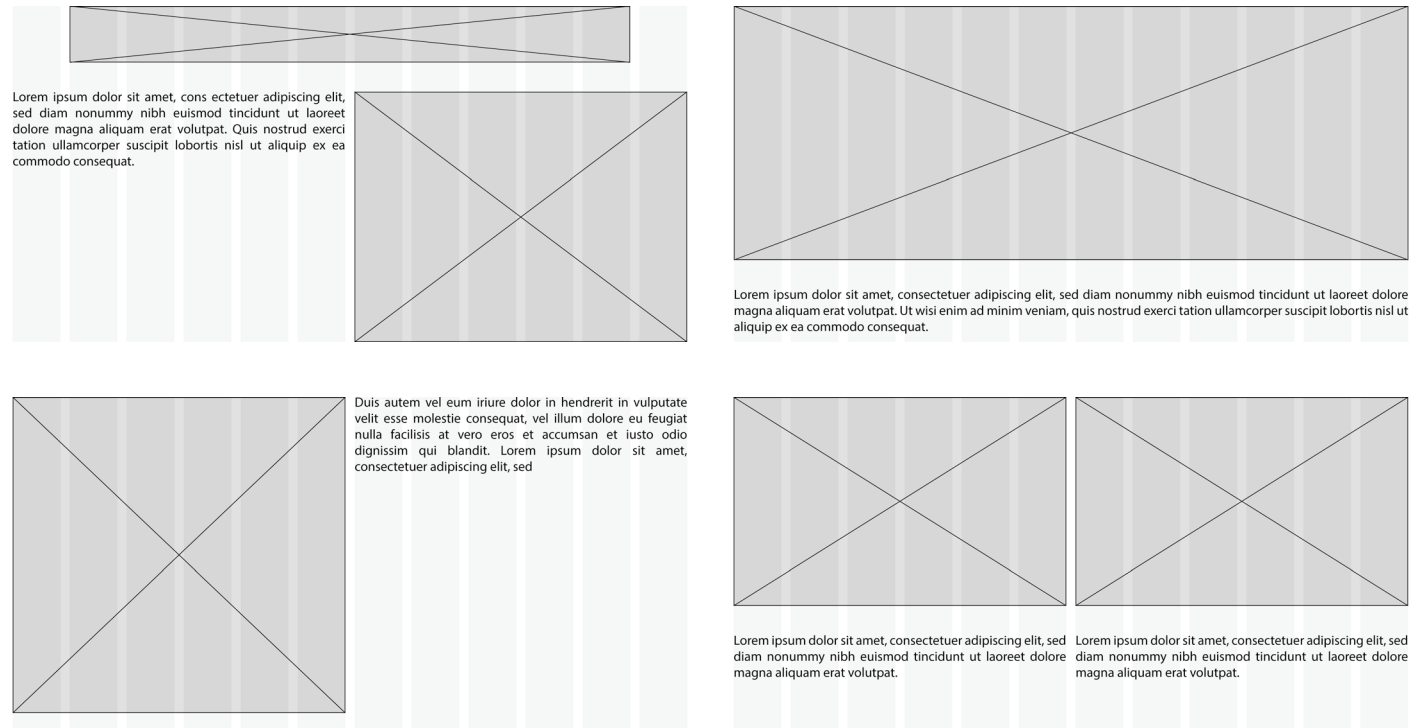 Lorem ipsum dolor sit amet, cons ectetuer adipiscing elit,
sed diam nonummy nibh euismod tincidunt ut laoreet
dolore magna aliquam erat volutpat. Quis nostrud exerci
tation ullamcorper suscipit lobortis nisl ut aliquip ex ea
commodo consequat.
Lorem ipsum dolor sit amet, consectetuer adipiscing elit, sed diam nonummy nibh euismod tincidunt ut laoreet dolore
magna aliquam erat volutpat. Ut wisi enim ad minim veniam, quis nostrud exerci tation ullamcorper suscipit lobortis nisl ut
aliquip ex ea commodo consequat.
Duis autem vel eum iriure dolor in hendrerit in vulputate
velit esse molestie consequat, vel illum dolore eu feugiat
nulla facilisis at vero eros et accumsan et iusto odio
dignissim qui blandit. Lorem ipsum dolor sit amet,
consectetuer adipiscing elit, sed
Lorem ipsum dolor sit amet, consectetuer adipiscing elit, sed
diam nonummy nibh euismod tincidunt ut laoreet dolore
magna aliquam erat volutpat.
Lorem ipsum dolor sit amet, consectetuer adipiscing elit, sed
diam nonummy nibh euismod tincidunt ut laoreet dolore
magna aliquam erat volutpat.